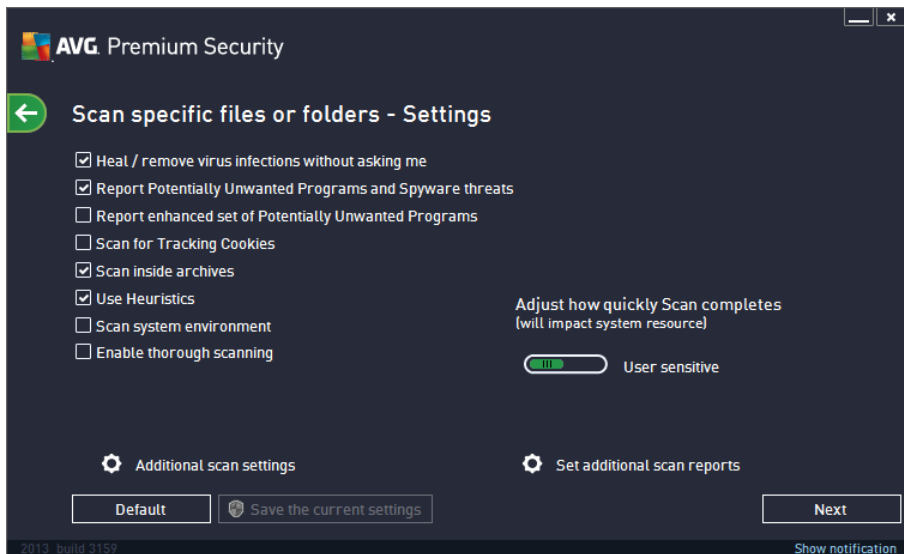 AVG. Premium Security
Scan specific files or folders - Settings
Heal / remove virus infections without asking me
Report Potentially Unwanted Programs and Spyware threats
Report enhanced set of Potentially Unwanted Programs
Scan for Tracking Cookies
Scan inside archives
Use Heuristics
Scan system environment
Enable thorough scanning
Adjust how quickly Scan completes
(will impact system resource)
User sensitive
Additional scan settings
Set additional scan reports
Default
Save the current settings
Next
2013 build 3159
Show notification